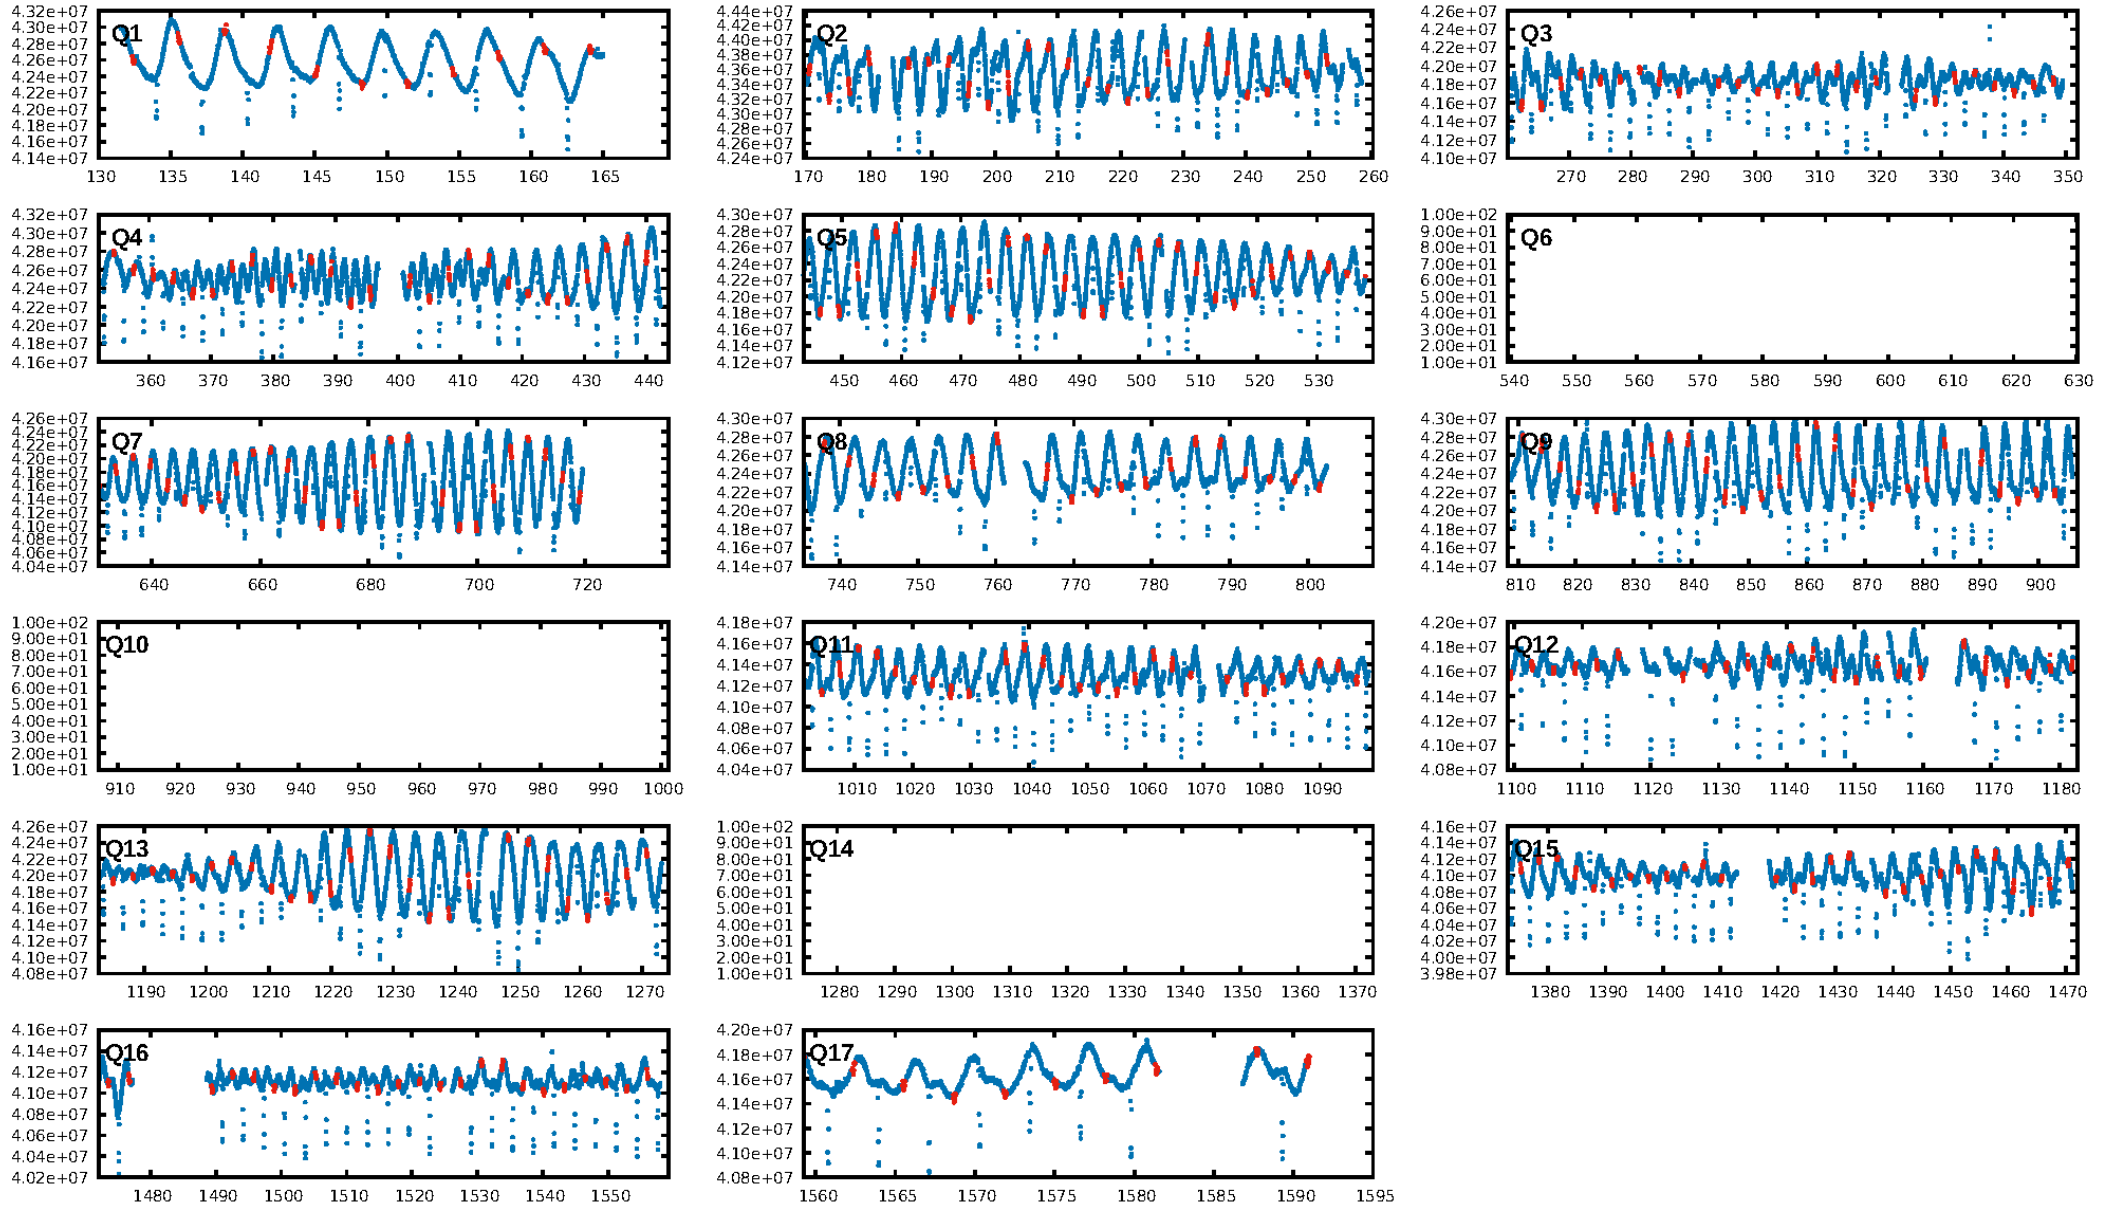 4.32e+07
4.30e+07
4.28e+07
4.26e+07
4.24e+07
4.22e+07
4.20e+07
4.18e+07
4.16e+07
4.14e+07
Q1
130 135 140 145 150 155 160 165
4.44e+07
4.42e+07
4.40e+07
4.38e+07
4.36e+07
4.34e+07
4.32e+07
4.30e+07
4.28e+07
4.26e+07
4.24e+07
Q2
170 180 190 200 210 220 230 240 250 260
4.26e+07
4.24e+07
4.22e+07
4.20e+07
4.18e+07
4.16e+07
4.14e+07
4.12e+07
4.10e+07
Q3
270 280 290 300 310 320 330 340 350
4.32e+07
4.30e+07
4.28e+07
4.26e+07
4.24e+07
4.22e+07
4.20e+07
4.18e+07
4.16e+07
Q4
360 370 380 390 400 410 420 430 440
4.30e+07
4.28e+07
4.26e+07
4.24e+07
4.22e+07
4.20e+07
4.18e+07
4.16e+07
4.14e+07
4.12e+07
Q5
450 460 470 480 490 500 510 520 530
1.00e+02
9.00e+01
8.00e+01
7.00e+01
6.00e+01
5.00e+01
4.00e+01
3.00e+01
2.00e+01
1.00e+01
Q6
540 550 560 570 580 590 600 610 620 630
4.26e+07
4.24e+07
4.22e+07
4.20e+07
4.18e+07
4.16e+07
4.14e+07
4.12e+07
4.10e+07
4.08e+07
4.06e+07
4.04e+07
Q7
640 660 680 700 720
4.30e+07
4.28e+07
4.26e+07
4.24e+07
4.22e+07
4.20e+07
4.18e+07
4.16e+07
4.14e+07
Q8
740 750 760 770 780 790 800
4.30e+07
4.28e+07
4.26e+07
4.24e+07
4.22e+07
4.20e+07
4.18e+07
4.16e+07
4.14e+07
Q9
810 820 830 840 850 860 870 880 890 900
1.00e+02
9.00e+01
8.00e+01
7.00e+01
6.00e+01
5.00e+01
4.00e+01
3.00e+01
2.00e+01
1.00e+01
Q10
910 920 930 940 950 960 970 980 990 1000
4.18e+07
4.16e+07
4.14e+07
4.12e+07
4.10e+07
4.08e+07
4.06e+07
4.04e+07
Q11
1010 1020 1030 1040 1050 1060 1070 1080 1090
4.20e+07
4.18e+07
4.16e+07
4.14e+07
4.12e+07
4.10e+07
4.08e+07
Q12
1100 1110 1120 1130 1140 1150 1160 1170 1180
4.26e+07
4.24e+07
4.22e+07
4.20e+07
4.18e+07
4.16e+07
4.14e+07
4.12e+07
4.10e+07
4.08e+07
Q13
1190 1200 1210 1220 1230 1240 1250 1260 1270
1.00e+02
9.00e+01
8.00e+01
7.00e+01
6.00e+01
5.00e+01
4.00e+01
3.00e+01
2.00e+01
1.00e+01
Q14
1280 1290 1300 1310 1320 1330 1340 1350 1360 1370
4.16e+07
4.14e+07
4.12e+07
4.10e+07
4.08e+07
4.06e+07
4.04e+07
4.02e+07
4.00e+07
3.98e+07
Q15
1380 1390 1400 1410 1420 1430 1440 1450 1460 1470
4.16e+07
4.14e+07
4.12e+07
4.10e+07
4.08e+07
4.06e+07
4.04e+07
4.02e+07
Q16
1480 1490 1500 1510 1520 1530 1540 1550
4.20e+07
4.18e+07
4.16e+07
4.14e+07
4.12e+07
4.10e+07
4.08e+07
Q17
1560 1565 1570 1575 1580 1585 1590 1595